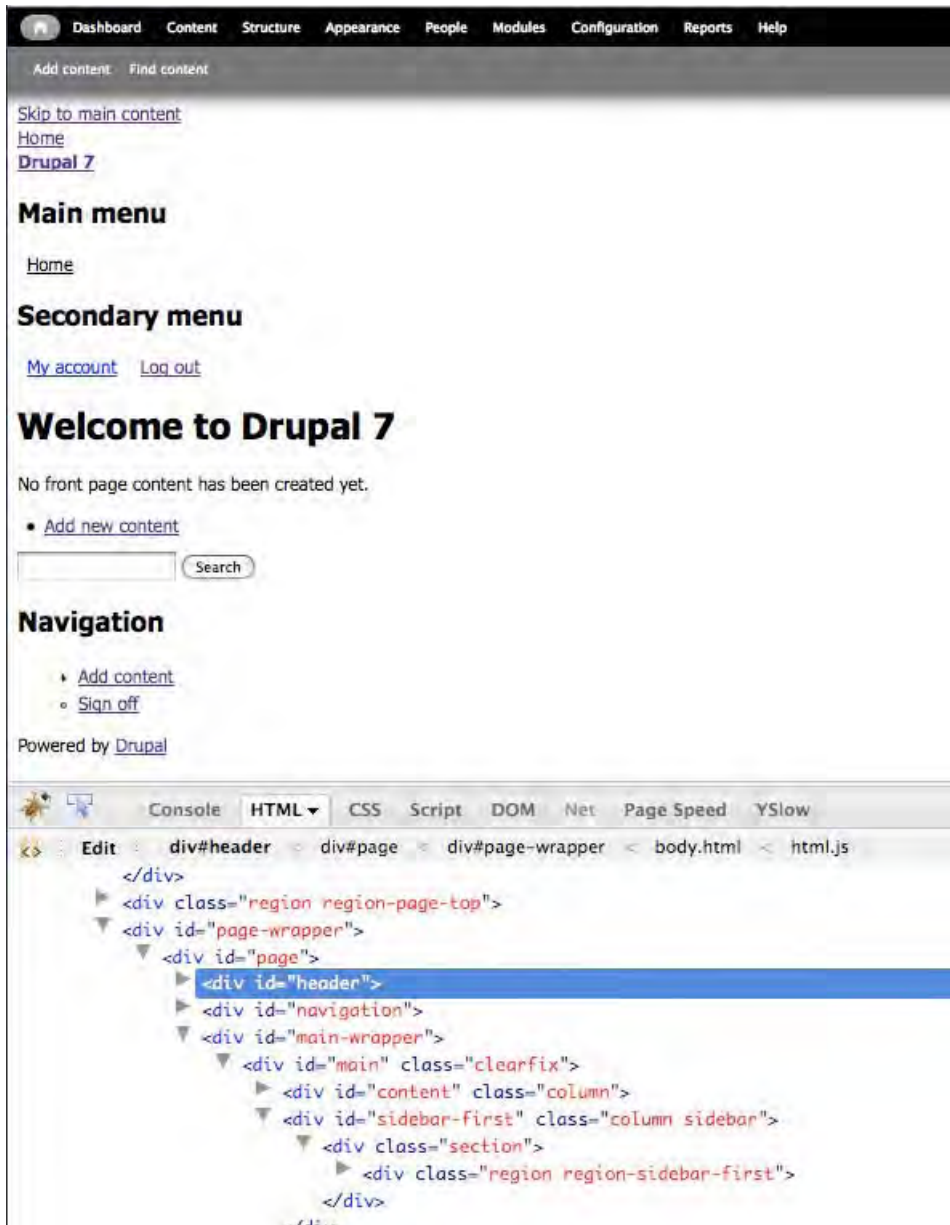 Dashboard Content Structure Appearance People Modules Configuration Reports Help
Add content Find content
Skip to main content
Home
Drupal 7
Main menu
Home
Secondary menu
My account Log out
Welcome to Drupal 7
No front page content has been created yet.
• Add new content
Search
Navigation
Add content
Sign off
Powered by Drupal
Console HTML CSS Script DOM Net Page Speed YSlow
Edit div#header < div#page < div#page-wrapper < body.html < html.js
</div>
<div class="region region-page-top">
<div id="page-wrapper">
<div id="page">
<div id="header">
<div id="navigation">
<div id="main-wrapper">
<div id="main" class="clearfix">
<div id="content" class="column">
<div id="sidebar-first" class="column sidebar">
<div class="section">
<div class="region region-sidebar-first">
</div>